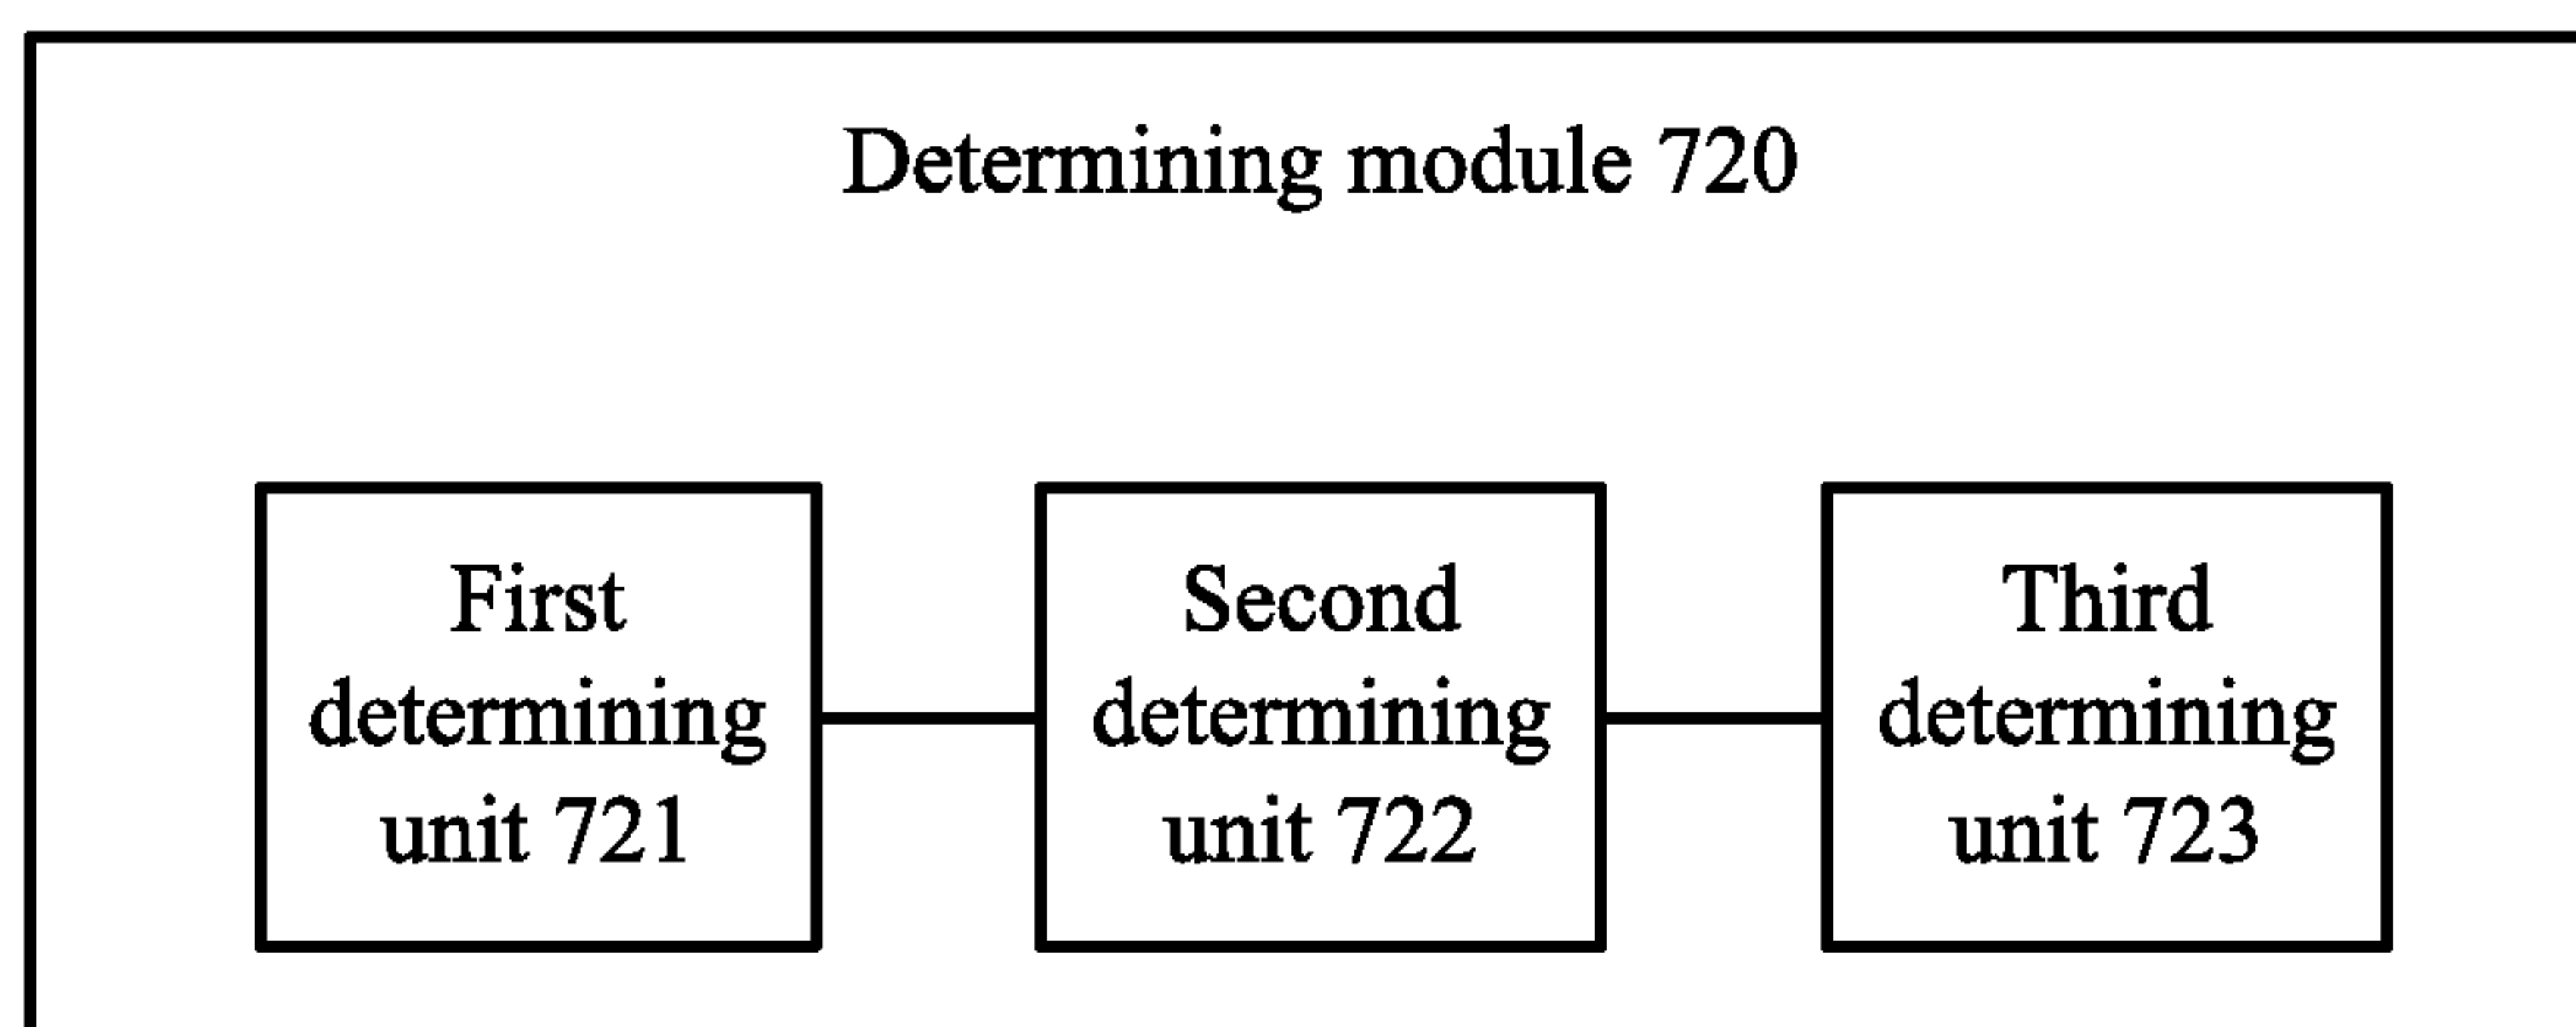 Determining module 720
First
determining
unit 721
Second
determining
unit 722
Third
determining
unit 723